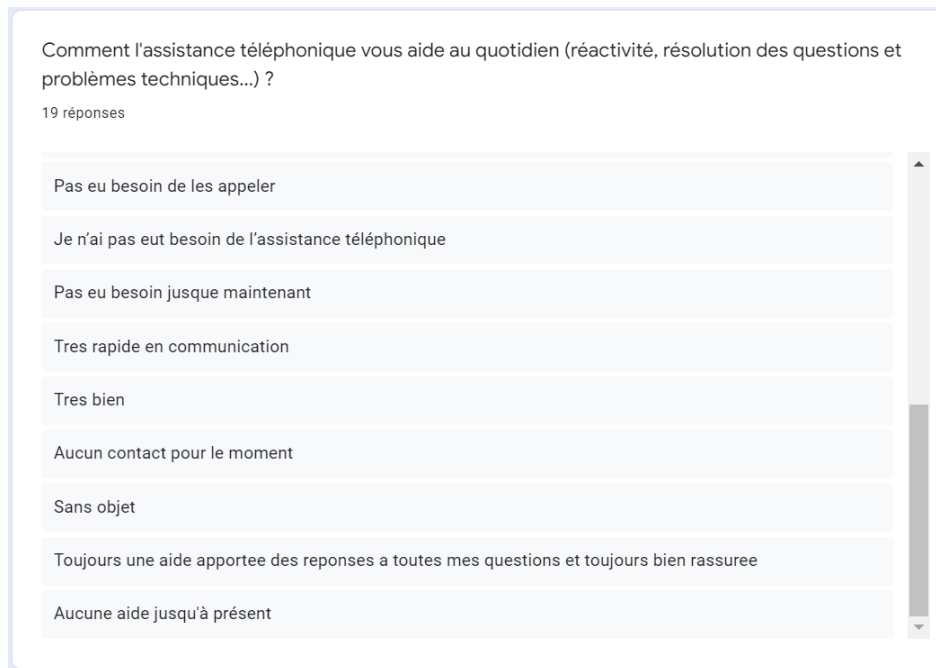 Comment l'assistance téléphonique vous aide au quotidien (réactivité, résolution des questions et
problèmes techniques...) ?
19 réponses
Pas eu besoin de les appeler
Je n’ai pas eut besoin de l’assistance téléphonique
Pas eu besoin jusque maintenant
Tres rapide en communication
Tres bien
Aucun contact pour le moment
Sans objet
Toujours une aide apportee des reponses a toutes mes questions et toujours bien rassuree
Aucune aide jusqu'à présent